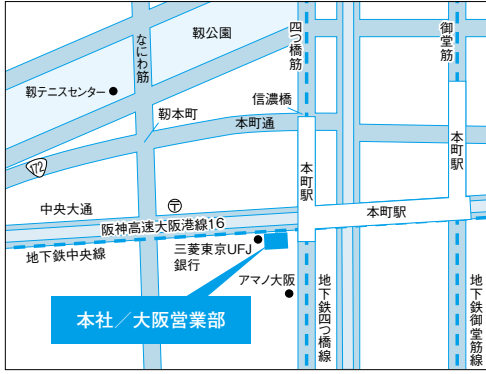 なにわ筋
靱公園
四つ橋筋
御堂筋
靱テニスセンター
信濃橋
靱本町
本町通
172
本町駅
本町駅
中央大通
〒
本町駅
阪神高速大阪港線16
地下鉄中央線
三菱東京UFJ
銀行
アマノ大阪
本社／大阪営業部
地下鉄四つ橋線
地下鉄御堂筋線